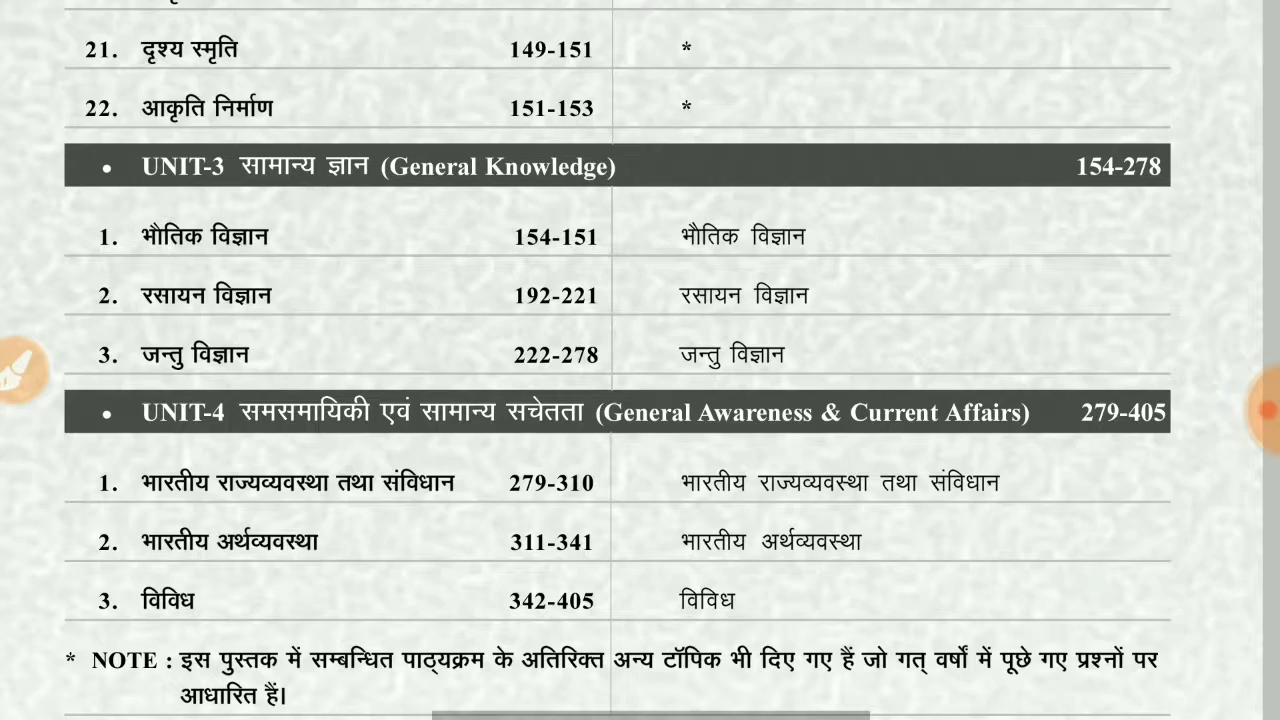 21. दृश्य स्मृति 149-151 *
22. आकृति निर्माण 151-153 *
• UNIT-3 सामान्य ज्ञान (General Knowledge) 154-278
1. भौतिक विज्ञान 154-151 भौतिक विज्ञान
2. रसायन विज्ञान 192-221 रसायन विज्ञान
3. जन्तु विज्ञान 222-278 जन्तु विज्ञान
• UNIT-4 समसमायिकी एवं सामान्य सचेतता (General Awareness & Current Affairs) 279-405
1. भारतीय राज्यव्यवस्था तथा संविधान 279-310 भारतीय राज्यव्यवस्था तथा संविधान
2. भारतीय अर्थव्यवस्था 311-341 भारतीय अर्थव्यवस्था
3. विविध 342-405 विविध
* NOTE : इस पुस्तक में सम्बन्धित पाठ्यक्रम के अतिरिक्त अन्य टॉपिक भी दिए गए हैं जो गत् वर्षों में पूछे गए प्रश्नों पर
आधारित हैं।